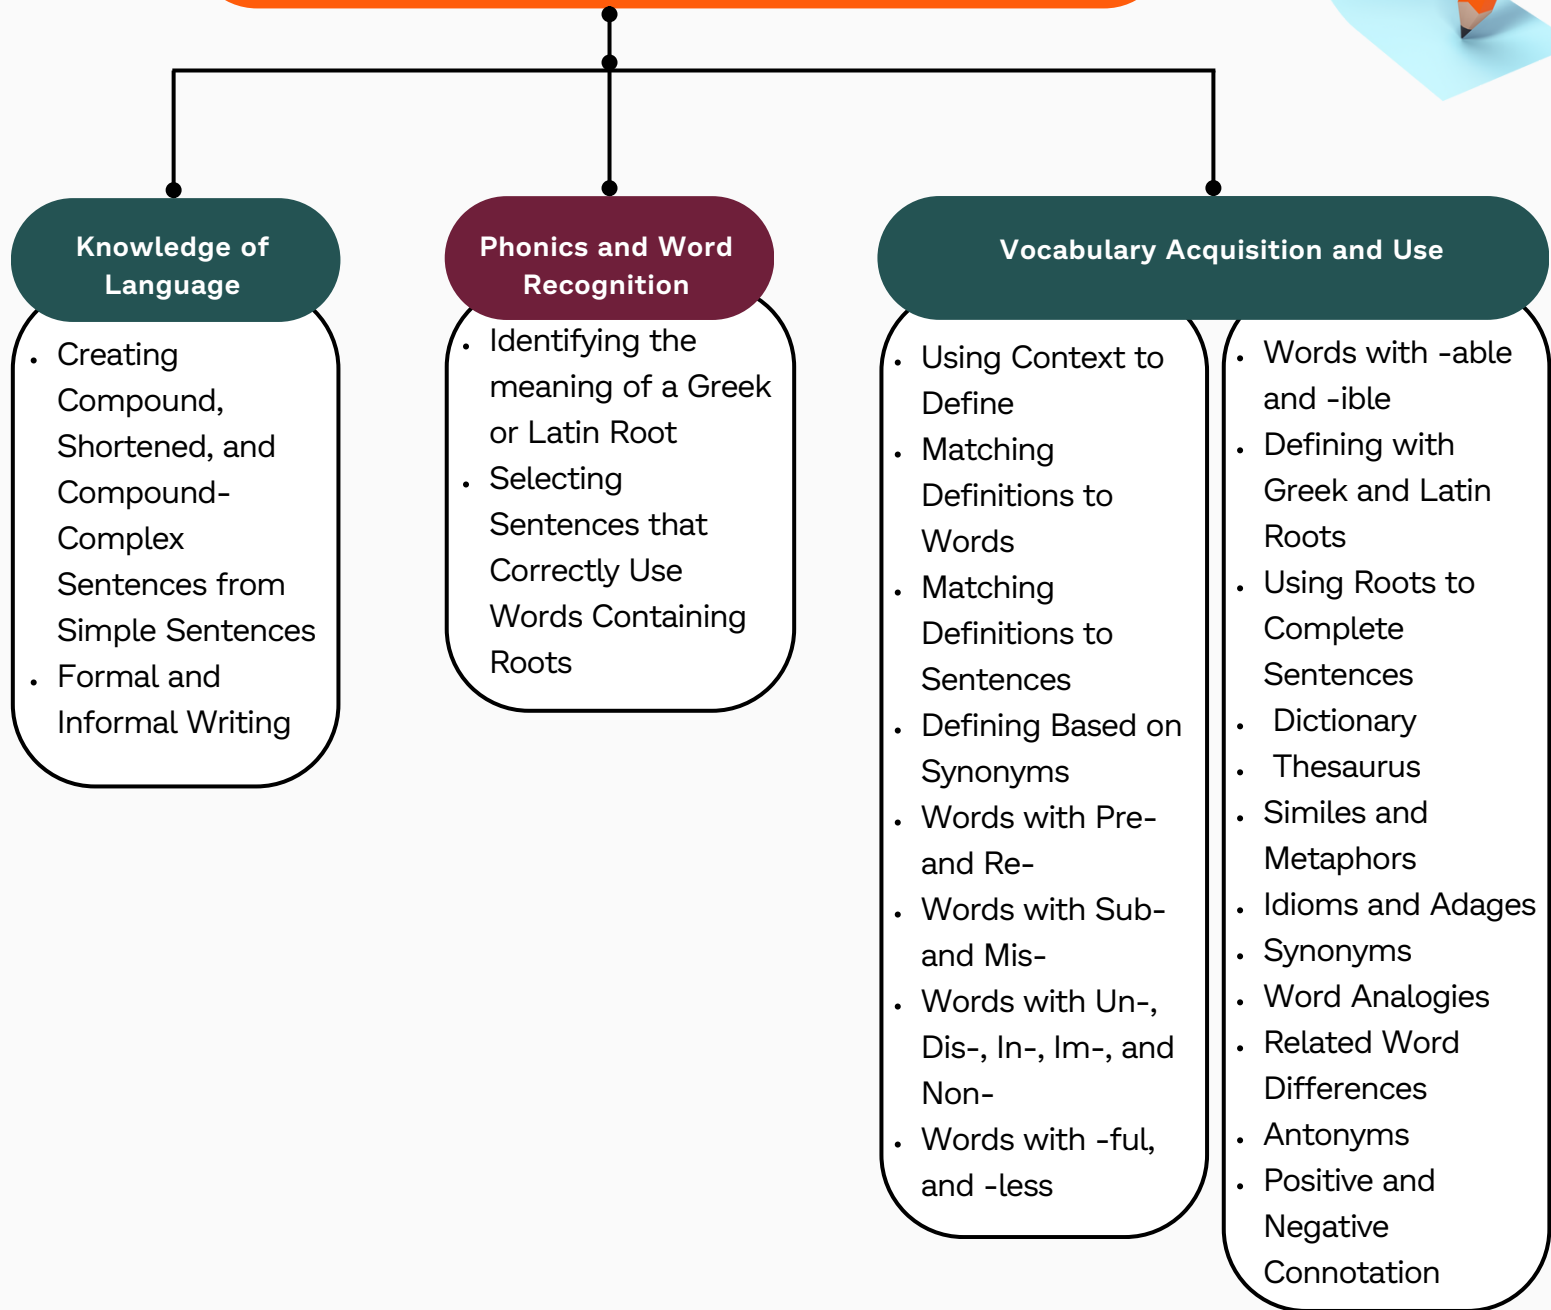 Knowledge of
Language
• Creating
Compound,
Shortened, and
Compound-
Complex
Sentences from
Simple Sentences
• Formal and
Informal Writing
Phonics and Word
Recognition
• Identifying the
meaning of a Greek
or Latin Root
• Selecting
Sentences that
Correctly Use
Words Containing
Roots
Vocabulary Acquisition and Use
• Using Context to
Define
• Matching
Definitions to
Words
• Matching
Definitions to
Sentences
• Defining Based on
Synonyms
• Words with Pre-
and Re-
• Words with Sub-
and Mis-
• Words with Un-,
Dis-, In-, Im-, and
Non-
• Words with -ful,
and -less
• Words with -able
and -ible
• Defining with
Greek and Latin
Roots
• Using Roots to
Complete
Sentences
• Dictionary
• Thesaurus
• Similes and
Metaphors
• Idioms and Adages
• Synonyms
• Word Analogies
• Related Word
Differences
• Antonyms
• Positive and
Negative
Connotation